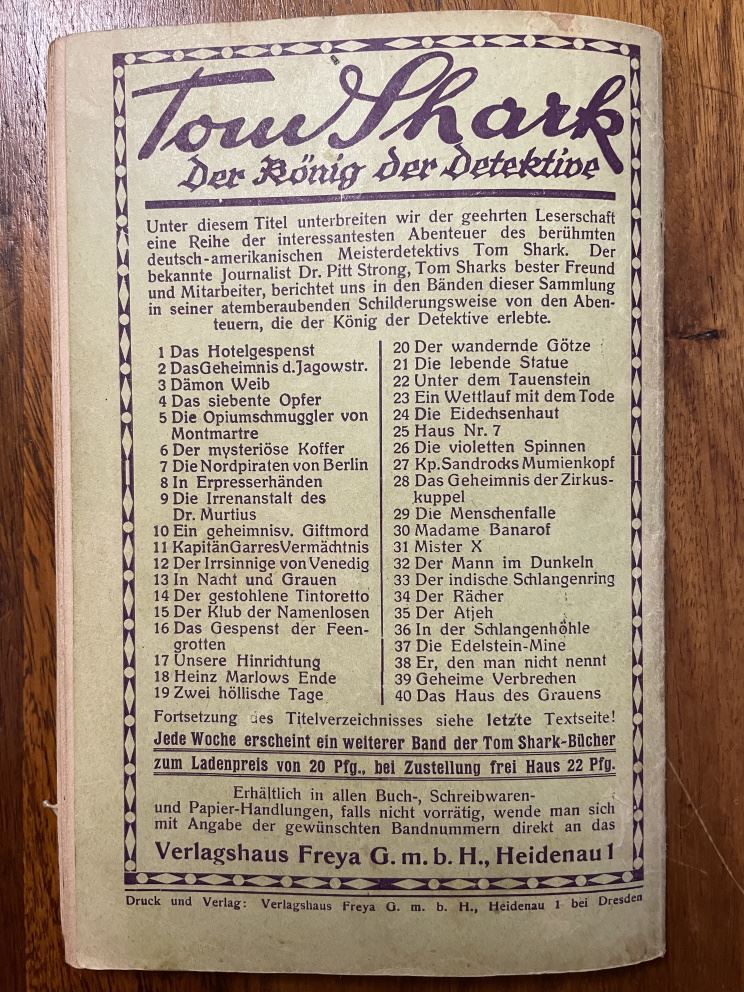 Tom Shark
Der König der Detektive
Unter diesem Titel unterbreiten wir der geehrten Leserschaft
eine Reihe der interessantesten Abenteuer des berühmten
deutsch-amerikanischen Meisterdetektivs Tom Shark. Der
bekannte Journalist Dr. Pitt Strong, Tom Sharks bester Freund
und Mitarbeiter, berichtet uns in den Bänden dieser Sammlung
in seiner atemberaubenden Schilderungsweise von den Aben-
teuern, die der König der Detektive erlebte.
1 Das Hotelgespenst
2 DasGeheimnis d.Jagowstr.
3 Dämon Weib
4 Das siebente Opfer
5 Die Opiumschmuggler von
Montmartre
6 Der mysteriöse Koffer
7 Die Nordpiraten von Berlin
8 In Erpresserhänden
9 Die Irrenanstalt des
Dr. Murtius
10 Ein geheimnisv. Giftmord
11 KapitänGarresVermächtnis
12 Der Irrsinnige von Venedig
13 In Nacht und Grauen
14 Der gestohlene Tintoretto
15 Der Klub der Namenlosen
16 Das Gespenst der Feen-
grotten
17 Unsere Hinrichtung
18 Heinz Marlows Ende
19 Zwei höllische Tage
20 Der wandernde Götze
21 Die lebende Statue
22 Unter dem Tauenstein
23 Ein Wettlauf mit dem Tode
24 Die Eidechsenhaut
25 Haus Nr. 7
26 Die violetten Spinnen
27 Kp.Sandrocks Mumienkopf
28 Das Geheimnis der Zirkus-
kuppel
29 Die Menschenfalle
30 Madame Banarof
31 Mister X
32 Der Mann im Dunkeln
33 Der indische Schlangenring
34 Der Rächer
35 Der Atjeh
36 In der Schlangenhöhle
37 Die Edelstein-Mine
38 Er, den man nicht nennt
39 Geheime Verbrechen
40 Das Haus des Grauens
Fortsetzung des Titelverzeichnisses siehe letzte Textseite!
Jede Woche erscheint ein weiterer Band der Tom Shark-Bücher
zum Ladenpreis von 20 Pfg., bei Zustellung frei Haus 22 Pfg.
Erhältlich in allen Buch-, Schreibwaren-
und Papier-Handlungen, falls nicht vorrätig, wende man sich
mit Angabe der gewünschten Bandnummern direkt an das
Verlagshaus Freya G. m. b. H., Heidenau 1
Druck und Verlag: Verlagshaus Freya G. m. b. H., Heidenau 1 bei Dresden